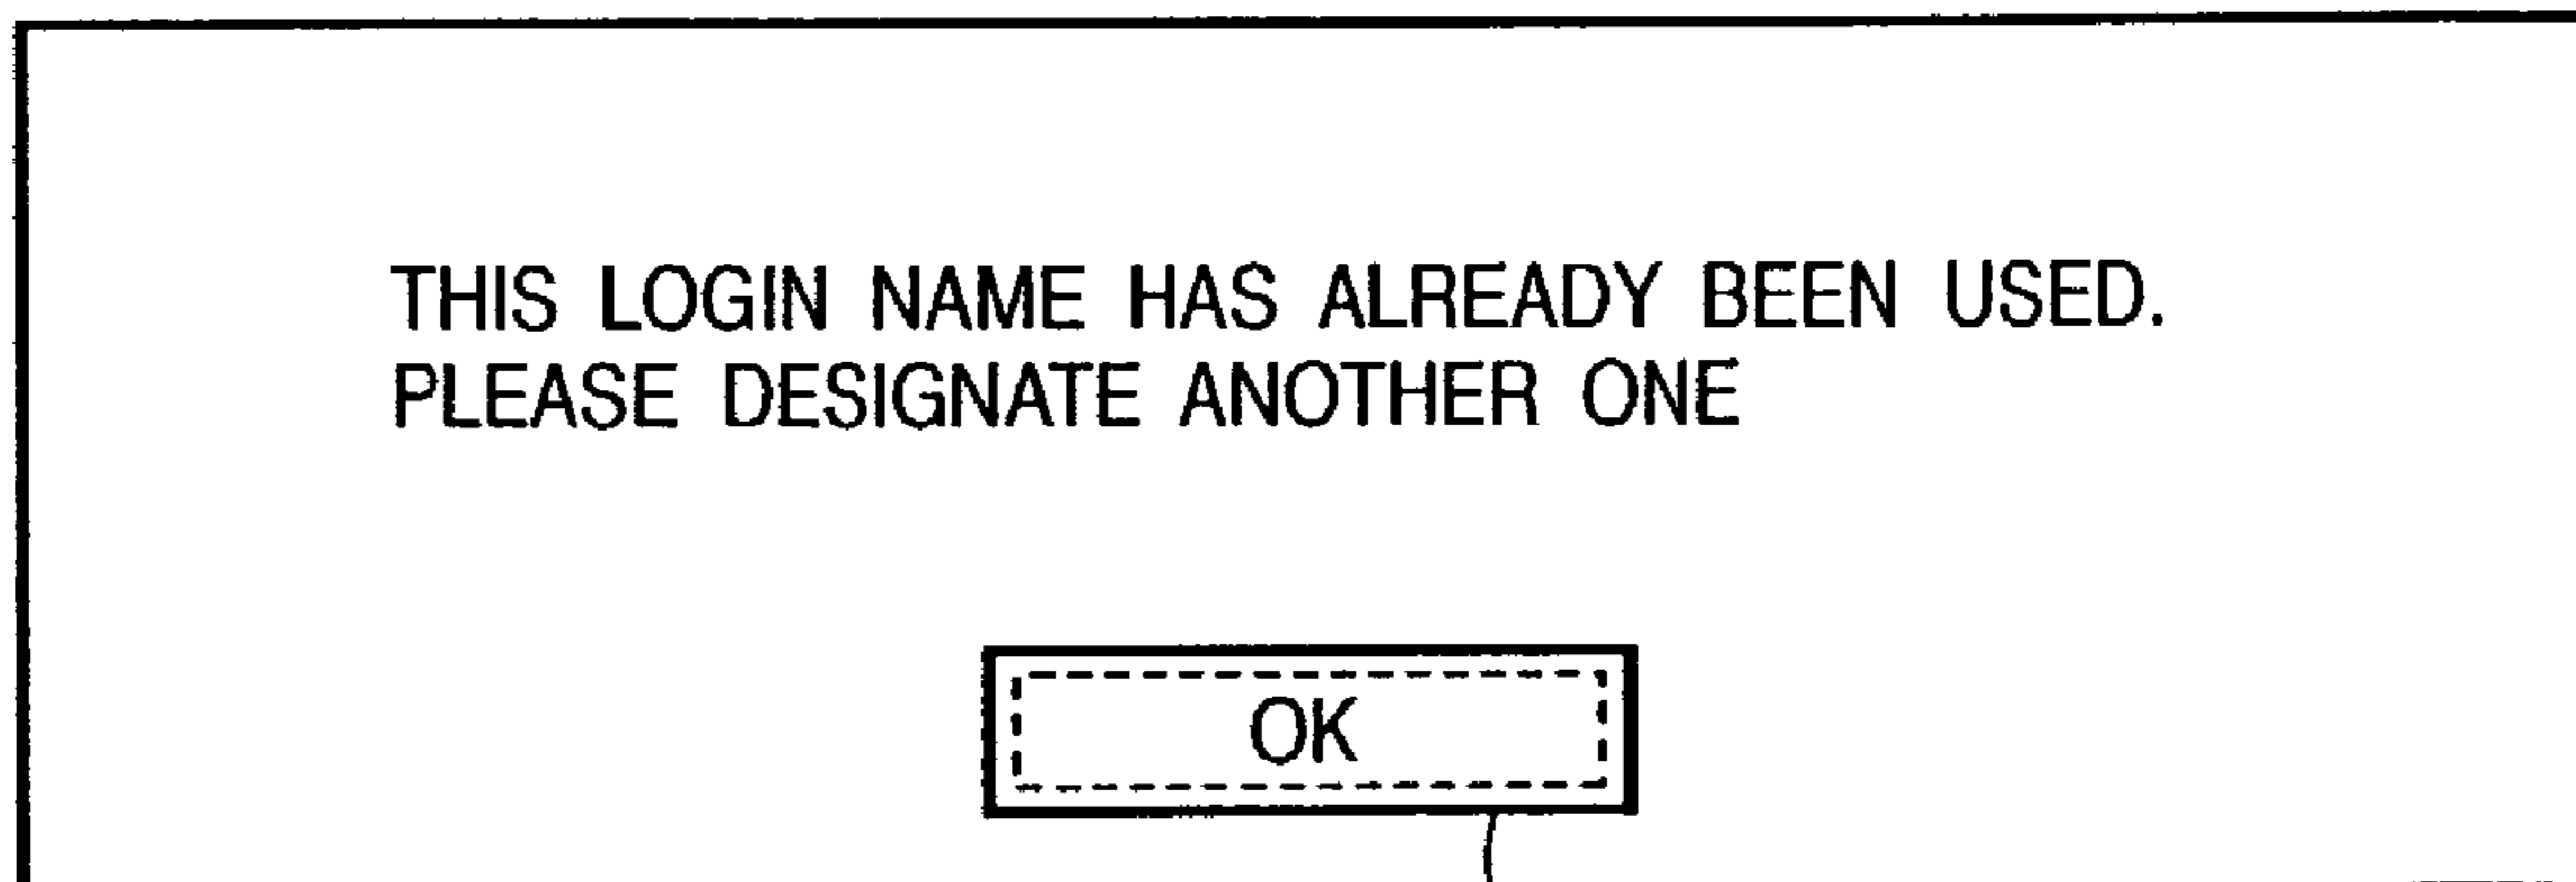 THIS LOGIN NAME HAS ALREADY BEEN USED.
PLEASE DESIGNATE ANOTHER ONE
OK